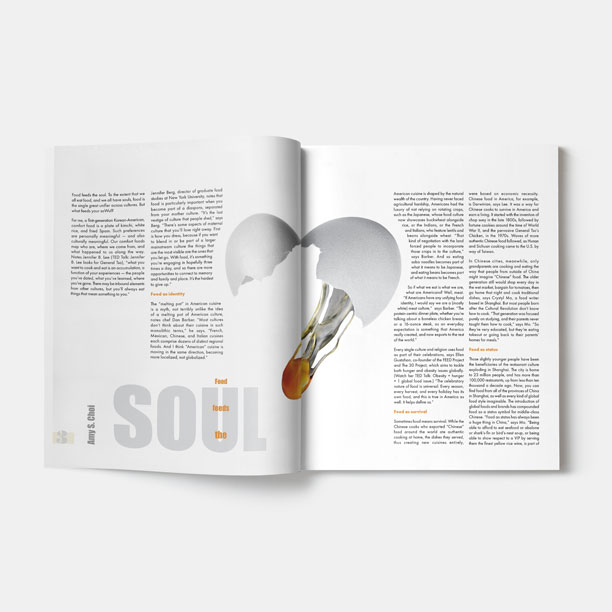 Food feeds the soul. To the extent that we
all eat food, and we all have souls, food is
the single great unifier across cultures. But
what feeds your soul?
For me, a first-generation Korean-American,
comfort food is a plate of kimchi, white
rice, and fried Spam. Such preferences
are personally meaningful — and also
culturally meaningful. Our comfort foods
map who are, where we come from, and
what happened to us along the way.
Notes Jennifer 8. Lee (TED Talk: Jennifer
8. Lee looks for General Tso), "what you
want to cook and eat is an accumulation, a
function of your experiences — the people
you've dated, what you've learned, where
you've gone. There may be inbound elements
from other cultures, but you'll always eat
things that mean something to you."
Jennifer Berg, director of graduate food
studies at New York University, notes that
food is particularly important when you
become part of a diaspora, separated
from your mother culture. "It's the last
vestige of culture that people shed," says
Berg. "There's some aspects of maternal
culture that you'll lose right away. First
is how you dress, because if you want
to blend in or be part of a larger
mainstream culture the things that
are the most visible are the ones that
you let go. With food, it's something
you're engaging in hopefully three
times a day, and so there are more
opportunities to connect to memory
and family and place. It's the hardest
to give up."
Food as identity
The "melting pot" in American cuisine
is a myth, not terribly unlike the idea
of a melting pot of American culture,
notes chef Dan Barber. "Most cultures
don't think about their cuisine in such
monolithic terms," he says. "French,
Mexican, Chinese, and Italian cuisines
each comprise dozens of distinct regional
foods. And I think "American" cuisine is
moving in the same direction, becoming
more localized, not globalized."
Food
feeds
the
SOUL
Amy S. Choi
American cuisine is shaped by the natural
wealth of the country. Having never faced
agricultural hardship, Americans had the
luxury of not relying on rotating crops,
such as the Japanese, whose food culture
now showcases buckwheat alongside
rice, or the Indians, or the French
and Italians, who feature lentils and
beans alongside wheat. "That
kind of negotiation with the land
forced people to incorporate
those crops in to the culture,"
says Barber. And so eating
soba noodles becomes part of
what it means to be Japanese,
and eating beans becomes part of
what it means to be French.
So if what we eat is what we are,
what are Americans? Well, meat.
"If Americans have any unifying food
identity, I would say we are a (mostly
white) meat culture," says Barber. "The
protein-centric dinner plate, whether you're
talking about a boneless chicken breast,
or a 16-ounce steak, as an everyday
expectation is something that America
really created, and now exports to the rest
of the world."
Every single culture and religion uses food
as part of their celebrations, says Ellen
Gustafson, co-founder of the FEED Project
and The 30 Project, which aims to tackle
both hunger and obesity issues globally.
(Watch her TED Talk: Obesity + hunger
= 1 global food issue.) "The celebratory
nature of food is universal. Every season,
every harvest, and every holiday has its
own food, and this is true in America as
well. It helps define us."
Food as survival
Sometimes food means survival. While the
Chinese cooks who exported "Chinese"
food around the world ate authentic
cooking at home, the dishes they served,
thus creating new cuisines entirely,
were based on economic necessity.
Chinese food in America, for example,
is Darwinian, says Lee. It was a way for
Chinese cooks to survive in America and
earn a living. It started with the invention of
chop suey in the late 1800s, followed by
fortune cookies around the time of World
War II, and the pervasive General Tso's
Chicken, in the 1970s. Waves of more
authentic Chinese food followed, as Hunan
and Sichuan cooking came to the U.S. by
way of Taiwan.
In Chinese cities, meanwhile, only
grandparents are cooking and eating the
way that people from outside of China
might imagine "Chinese" food. The older
generation still would shop every day in
the wet market, bargain for tomatoes, then
go home that night and cook traditional
dishes, says Crystyl Mo, a food writer
based in Shanghai. But most people born
after the Cultural Revolution don't know
how to cook. "That generation was focused
purely on studying, and their parents never
taught them how to cook," says Mo. "So
they're very educated, but they're eating
takeout or going back to their parents'
homes for meals."
Food as status
Those slightly younger people have been
the beneficiaries of the restaurant culture
exploding in Shanghai. The city is home
to 23 million people, and has more than
100,000 restaurants, up from less than ten
thousand a decade ago. Now, you can
find food from all of the provinces of China
in Shanghai, as well as every kind of global
food style imaginable. The introduction of
global foods and brands has compounded
food as a status symbol for middle-class
Chinese. "Food as status has always been
a huge thing in China," says Mo. "Being
able to afford to eat seafood or abalone
or shark's fin or bird's nest soup, or being
able to show respect to a VIP by serving
them the finest yellow rice wine, is part of